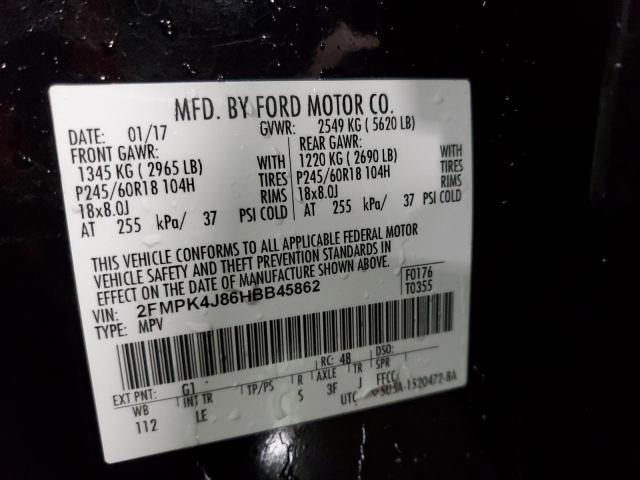 MFD. BY FORD MOTOR CO.
DATE: 01/17 GVWR: 2549 KG (5620 LB)
FRONT GAWR: REAR GAWR:
1345 KG (2965 LB) WITH 1220 KG (2690 LB) WITH
P245/60R18 104H TIRES P245/60R18 104H TIRES
18x8.0J RIMS 18x8.0J RIMS
AT 255 kPa/ 37 PSI COLD AT 255 kPa/ 37 PSI COLD
THIS VEHICLE CONFORMS TO ALL APPLICABLE FEDERAL MOTOR
VEHICLE SAFETY AND THEFT PREVENTION STANDARDS IN
EFFECT ON THE DATE OF MANUFACTURE SHOWN ABOVE.
VIN: 2FMPK4J86HBB45862 F0176
TYPE: MPV T0355
EXT PNT: G1 RC: 48 DSO:
WB INT TR TP/PS R AXLE TR SPR
112 LE S 3F J FFCC
UTC 5U5A-1520472-BA